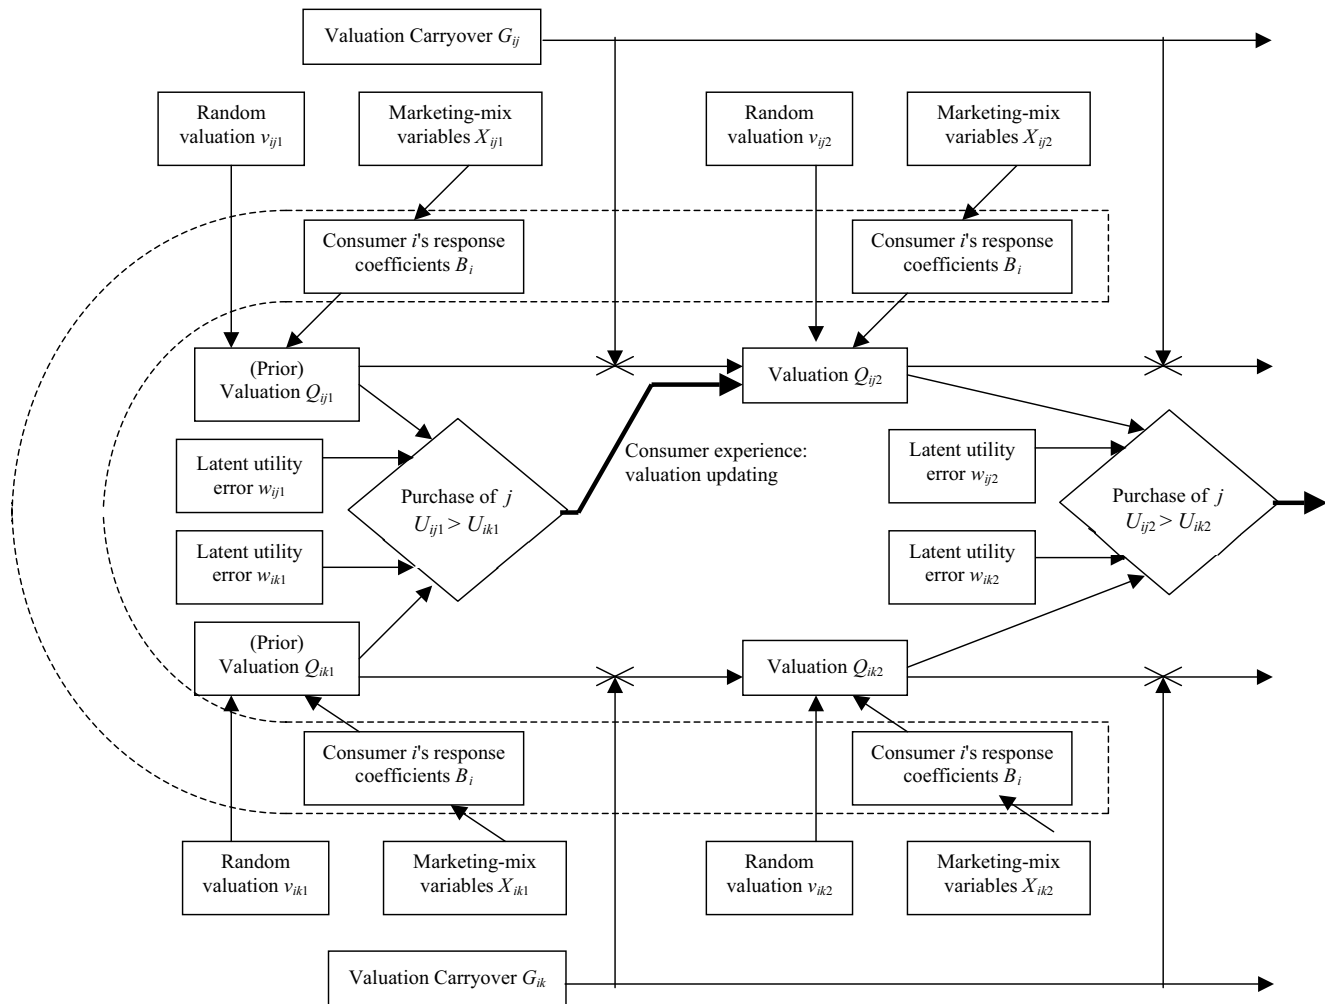 Valuation Carryover Gij
Random
valuation vij1
Marketing-mix
variables Xij1
Random
valuation vij2
Marketing-mix
variables Xij2
Consumer i's response
coefficients Bi
Consumer i's response
coefficients Bi
(Prior)
Valuation Qij1
Valuation Qij2
Latent utility
error wij1
Consumer experience:
valuation updating
Latent utility
error wij2
Purchase of j
Uij1 > Uik1
Purchase of j
Uij2 > Uik2
Latent utility
error wik1
Latent utility
error wik2
(Prior)
Valuation Qik1
Valuation Qik2
Consumer i's response
coefficients Bi
Consumer i's response
coefficients Bi
Random
valuation vik1
Marketing-mix
variables Xik1
Random
valuation vik2
Marketing-mix
variables Xik2
Valuation Carryover Gik